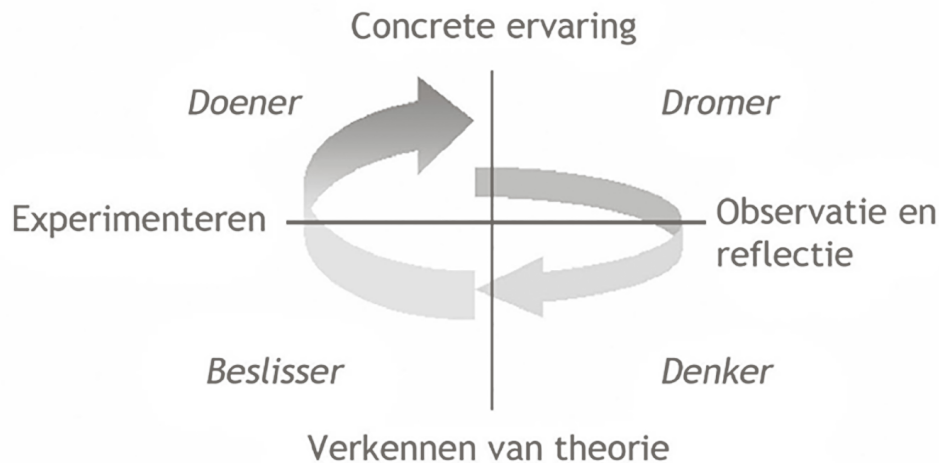 Concrete ervaring
Doener
Dromer
Experimenteren
Observatie en
reflectie
Beslisser
Denker
Verkennen van theorie